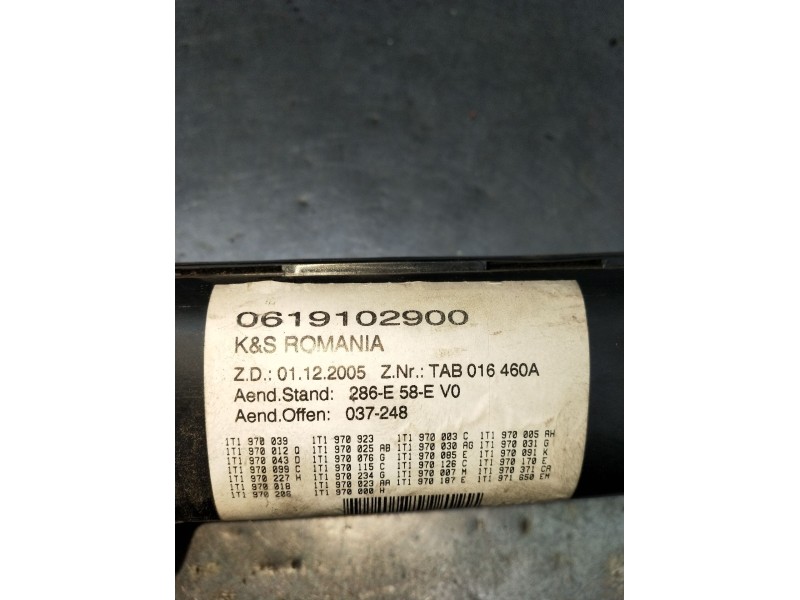 0619102900
K&S ROMANIA
Z.D.: 01.12.2005 Z.Nr.: TAB 016 460A
Aend.Stand: 286-E 58-E V0
Aend.Offen: 037-248
1T1 970 039 1T1 970 923 1T1 970 003 C 1T1 970 005 AH
1T1 970 012 Q 1T1 970 025 AB 1T1 970 030 AG 1T1 970 031 G
1T1 970 043 D 1T1 970 076 G 1T1 970 085 E 1T1 970 091 K
1T1 970 099 C 1T1 970 115 C 1T1 970 126 C 1T1 970 170 E
1T1 970 227 H 1T1 970 234 G 1T1 970 007 M 1T1 970 371 CA
1T1 970 018 1T1 970 023 AA 1T1 970 187 E 1T1 971 650 EM
1T1 970 206 1T1 970 000 H